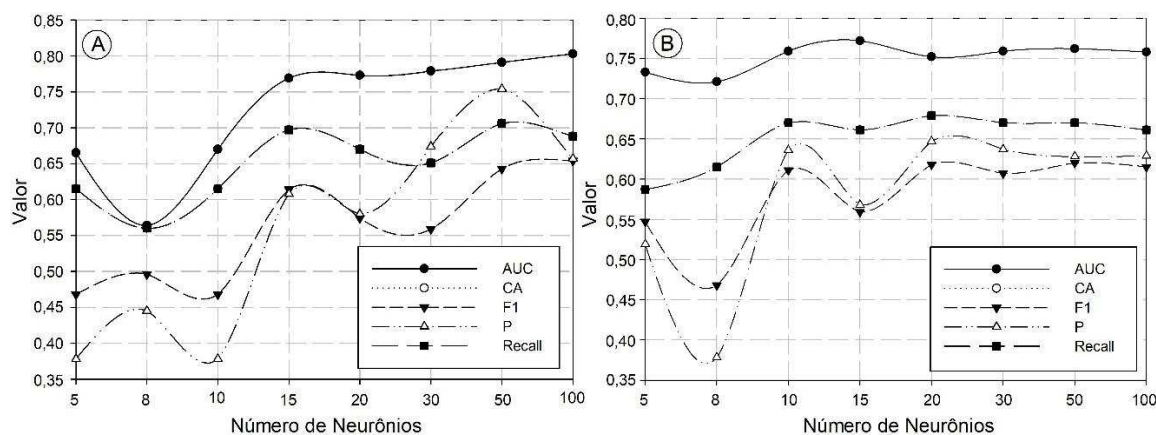 A
0,85
0,80
0,75
0,70
0,65
0,60
0,55
0,50
0,45
0,40
0,35
Valor
5 8 10 15 20 30 50 100
Número de Neurônios
AUC
CA
F1
P
Recall
B
0,80
0,75
0,70
0,65
0,60
0,55
0,50
0,45
0,40
0,35
Valor
5 8 10 15 20 30 50 100
Número de Neurônios
AUC
CA
F1
P
Recall